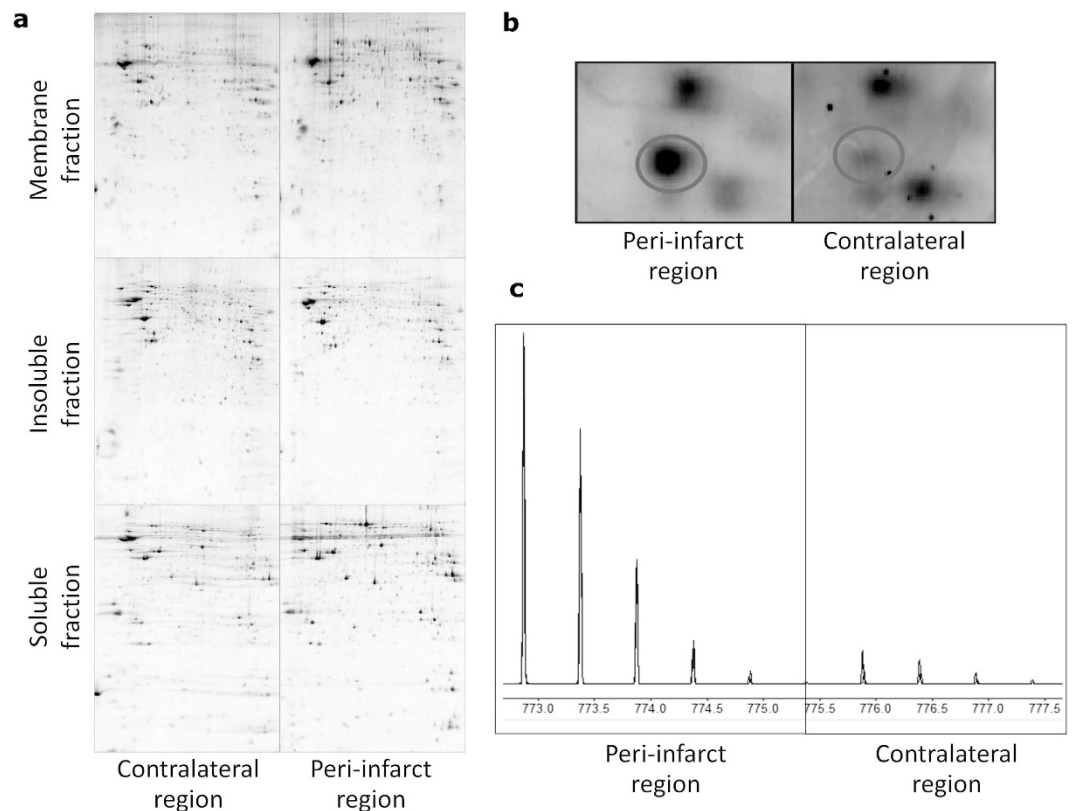 a
Membrane
fraction
Insoluble
fraction
Soluble
fraction
Contralateral
region
Peri-infarct
region
b
Peri-infarct
region
Contralateral
region
c
773.0 773.5 774.0 774.5 775.0 775.5 776.0 776.5 777.0 777.5
Peri-infarct
region
Contralateral
region